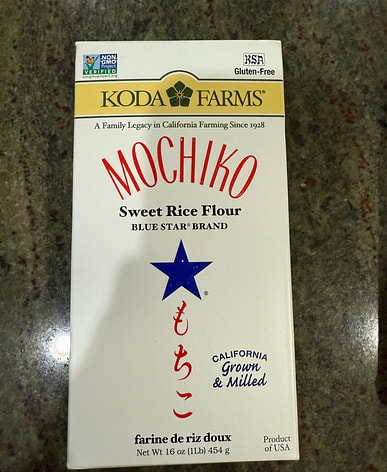 NON
GMO
Project
VERIFIED
nongmoproject.org
KSA
Gluten-Free
KODA FARMS®
A Family Legacy in California Farming Since 1928
MOCHIKO
Sweet Rice Flour
BLUE STAR® BRAND
®
もちこ
CALIFORNIA
Grown
& Milled
farine de riz doux
Net Wt 16 oz (1Lb) 454 g
Product
of USA